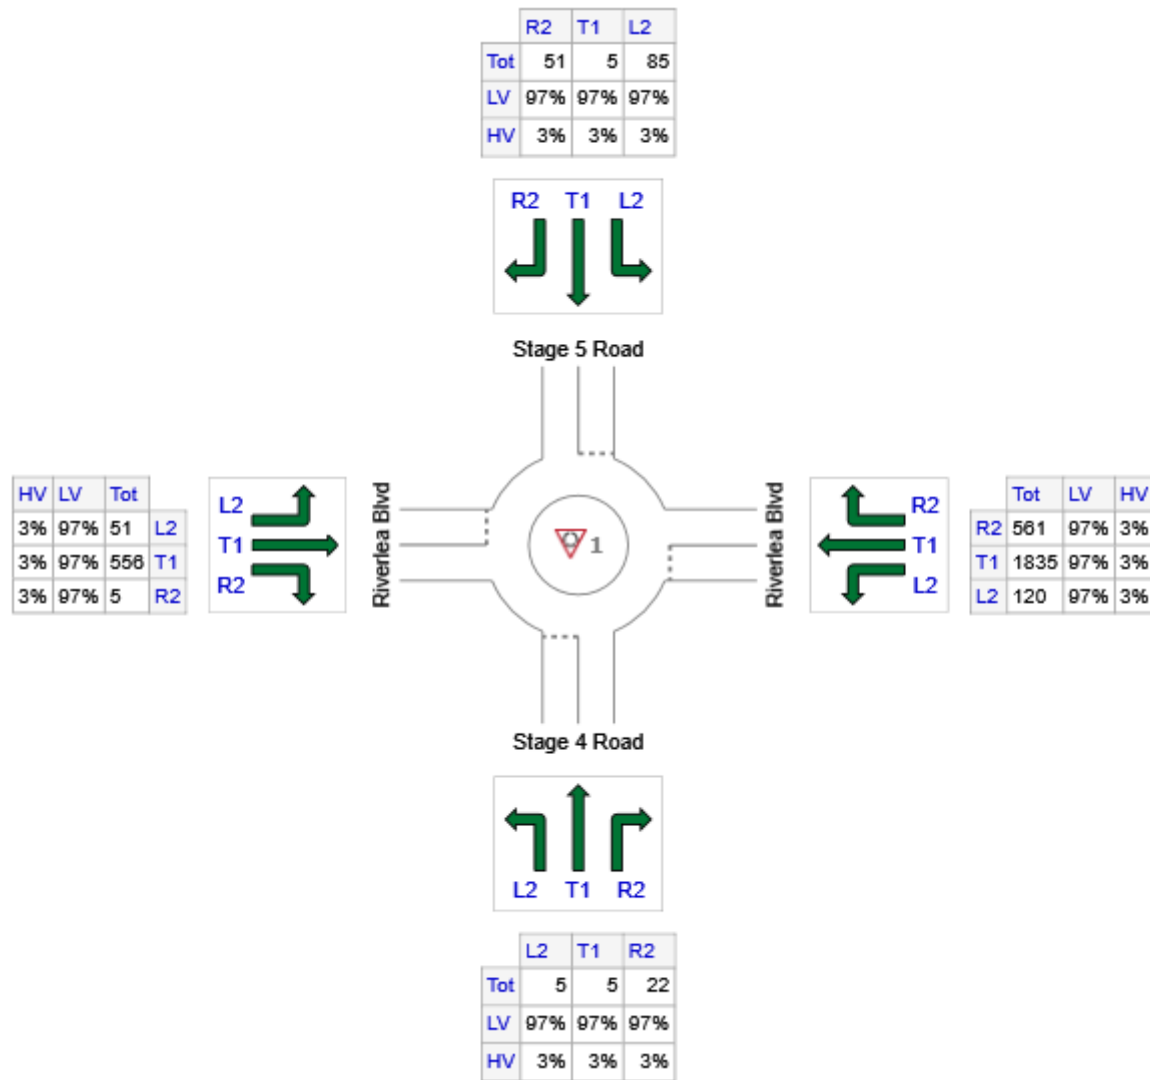 R2 T1 L2
Tot 51 5 85
LV 97% 97% 97%
HV 3% 3% 3%
R2 T1 L2
Stage 5 Road
HV LV Tot
3% 97% 51 L2
3% 97% 556 T1
3% 97% 5 R2
L2
T1
R2
Riverlea Blvd
1
Riverlea Blvd
R2
T1
L2
Tot LV HV
R2 561 97% 3%
T1 1835 97% 3%
L2 120 97% 3%
Stage 4 Road
L2 T1 R2
L2 T1 R2
Tot 5 5 22
LV 97% 97% 97%
HV 3% 3% 3%